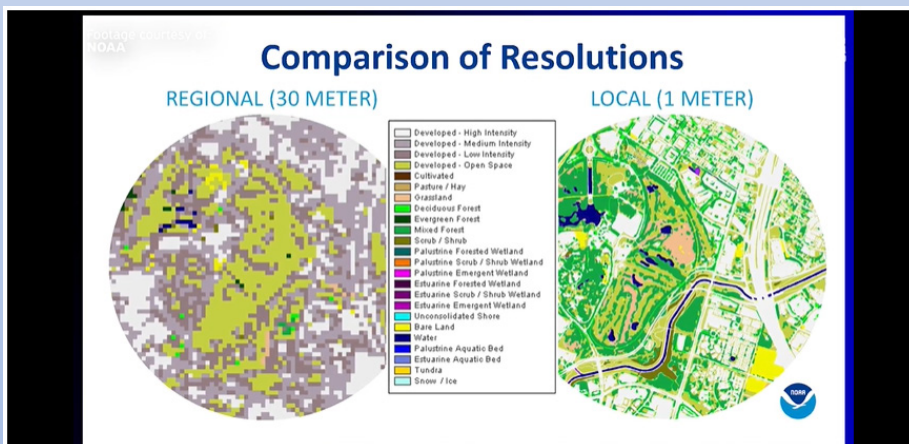 Footage courtesy of
NOAA
Comparison of Resolutions
REGIONAL (30 METER)
LOCAL (1 METER)
Developed - High Intensity
Developed - Medium Intensity
Developed - Low Intensity
Developed - Open Space
Cultivated
Pasture / Hay
Grassland
Deciduous Forest
Evergreen Forest
Mixed Forest
Scrub / Shrub
Palustrine Forested Wetland
Palustrine Scrub / Shrub Wetland
Palustrine Emergent Wetland
Estuarine Forested Wetland
Estuarine Scrub / Shrub Wetland
Estuarine Emergent Wetland
Unconsolidated Shore
Bare Land
Water
Palustrine Aquatic Bed
Estuarine Aquatic Bed
Tundra
Snow / Ice
NOAA